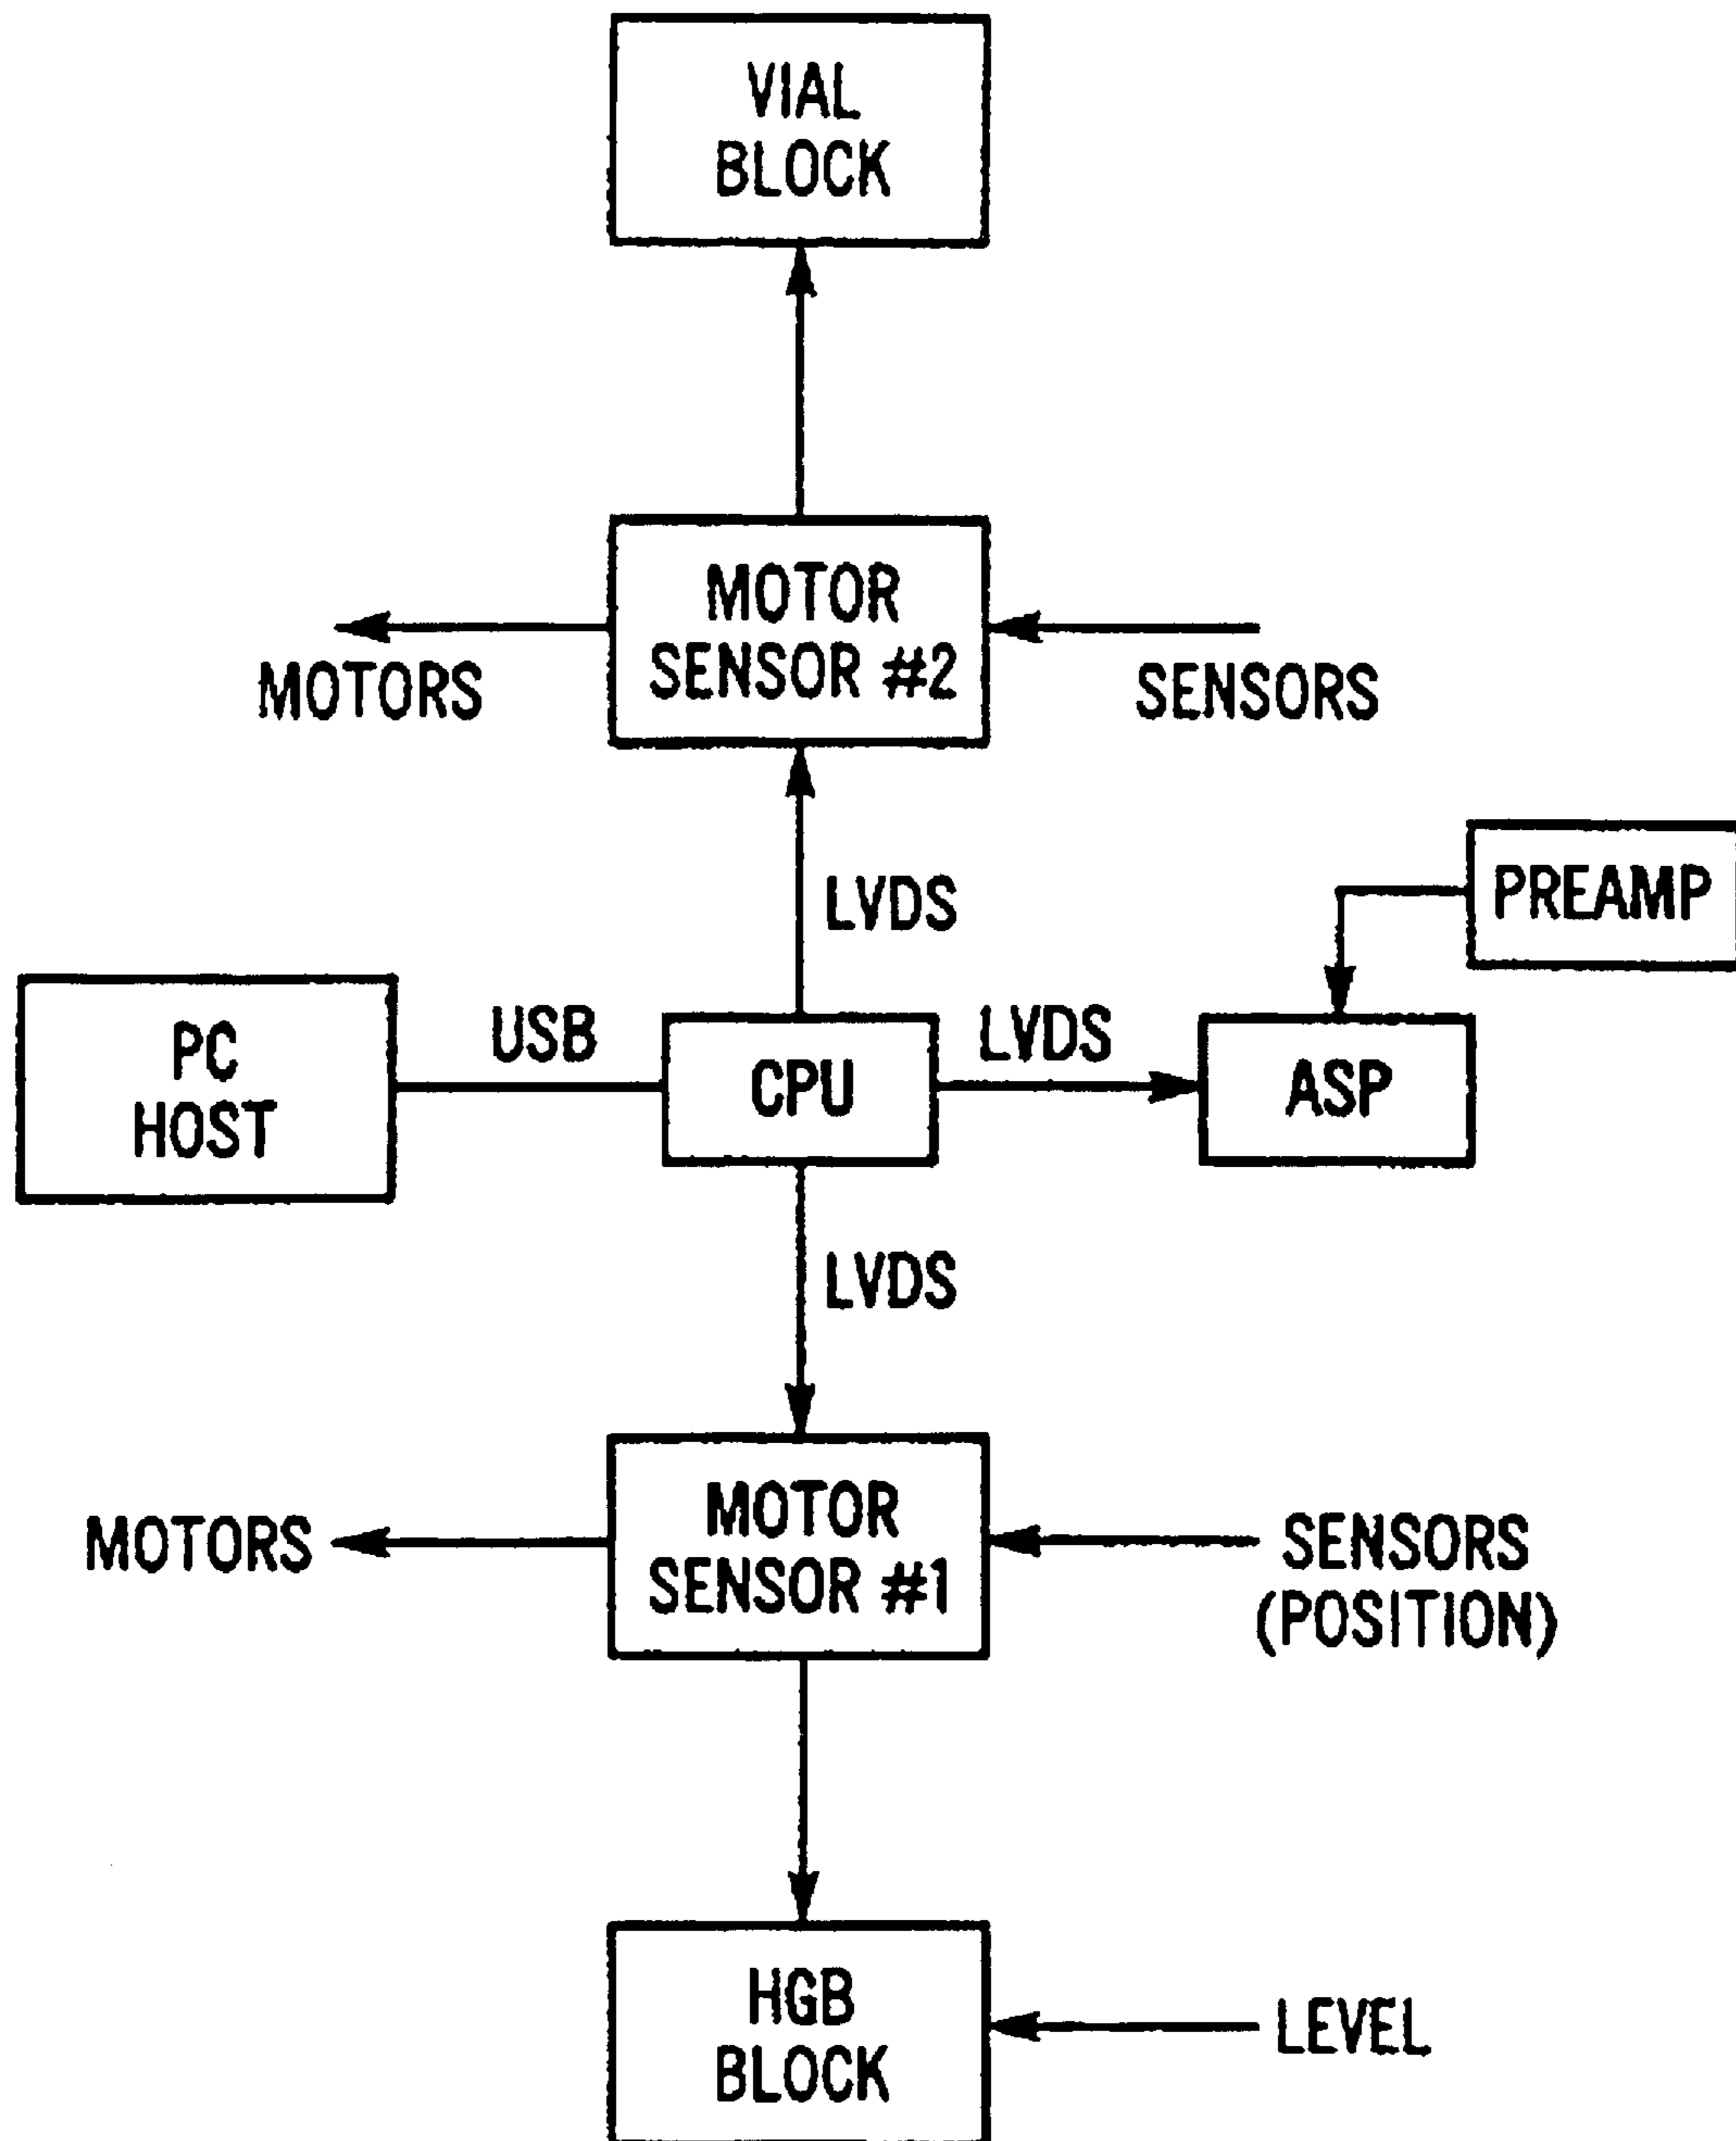 VIAL
BLOCK
MOTOR
SENSOR #2
MOTORS
SENSORS
LVDS
PREAMP
PC
HOST
USB
CPU
LVDS
ASP
LVDS
MOTORS
MOTOR
SENSOR #1
SENSORS
(POSITION)
HGB
BLOCK
LEVEL